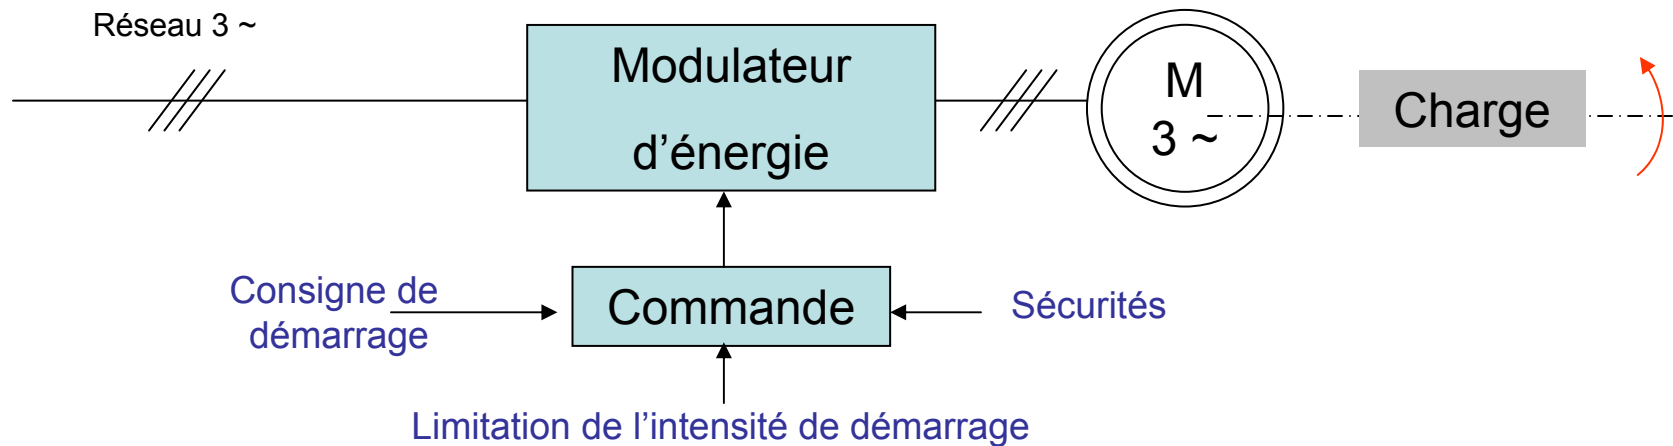 Réseau 3 ~
Modulateur
d’énergie
M
3 ~
Charge
Consigne de
démarrage
Commande
Sécurités
Limitation de l’intensité de démarrage